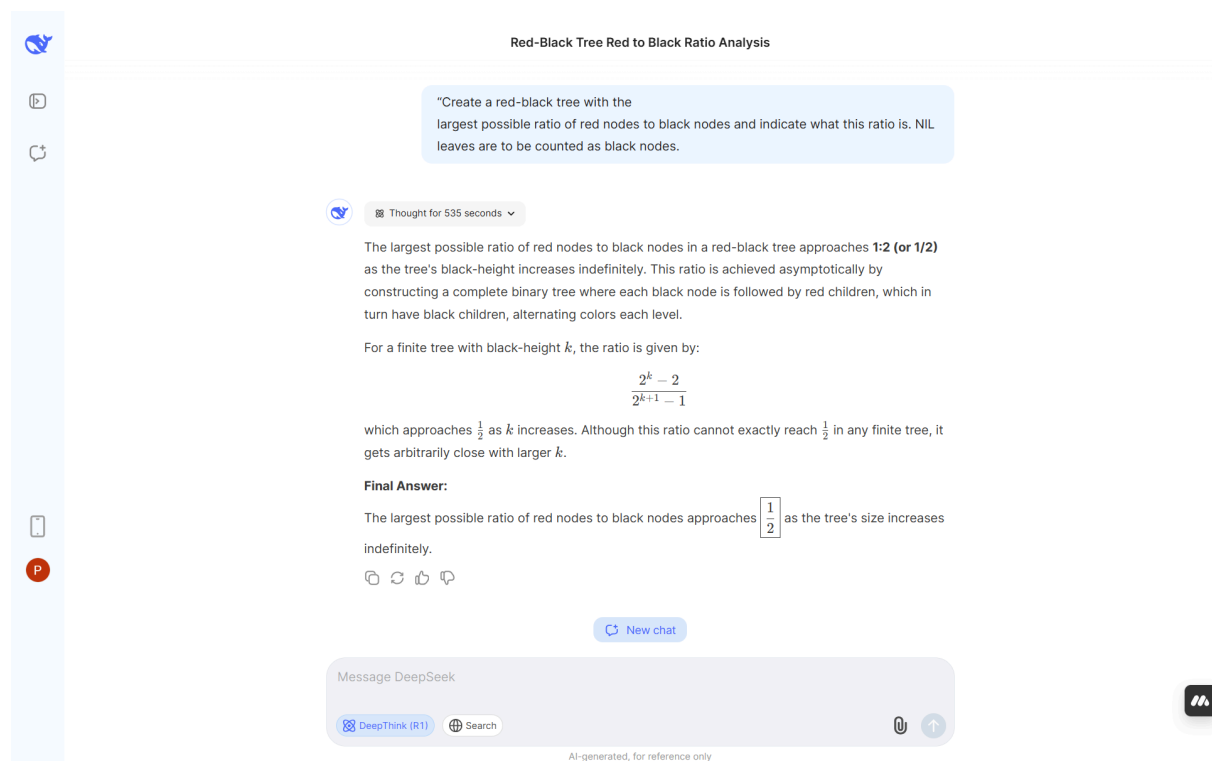 Red-Black Tree Red to Black Ratio Analysis
“Create a red-black tree with the
largest possible ratio of red nodes to black nodes and indicate what this ratio is. NIL
leaves are to be counted as black nodes.
Thought for 535 seconds
The largest possible ratio of red nodes to black nodes in a red-black tree approaches 1:2 (or 1/2)
as the tree's black-height increases indefinitely. This ratio is achieved asymptotically by
constructing a complete binary tree where each black node is followed by red children, which in
turn have black children, alternating colors each level.
For a finite tree with black-height k, the ratio is given by:
\frac{2^k - 2}{2^{k+1} - 1}
which approaches \frac{1}{2} as k increases. Although this ratio cannot exactly reach \frac{1}{2} in any finite tree, it
gets arbitrarily close with larger k.
Final Answer:
The largest possible ratio of red nodes to black nodes approaches \frac{1}{2} as the tree's size increases
indefinitely.
New chat
Message DeepSeek
DeepThink (R1)
Search
AI-generated, for reference only
P